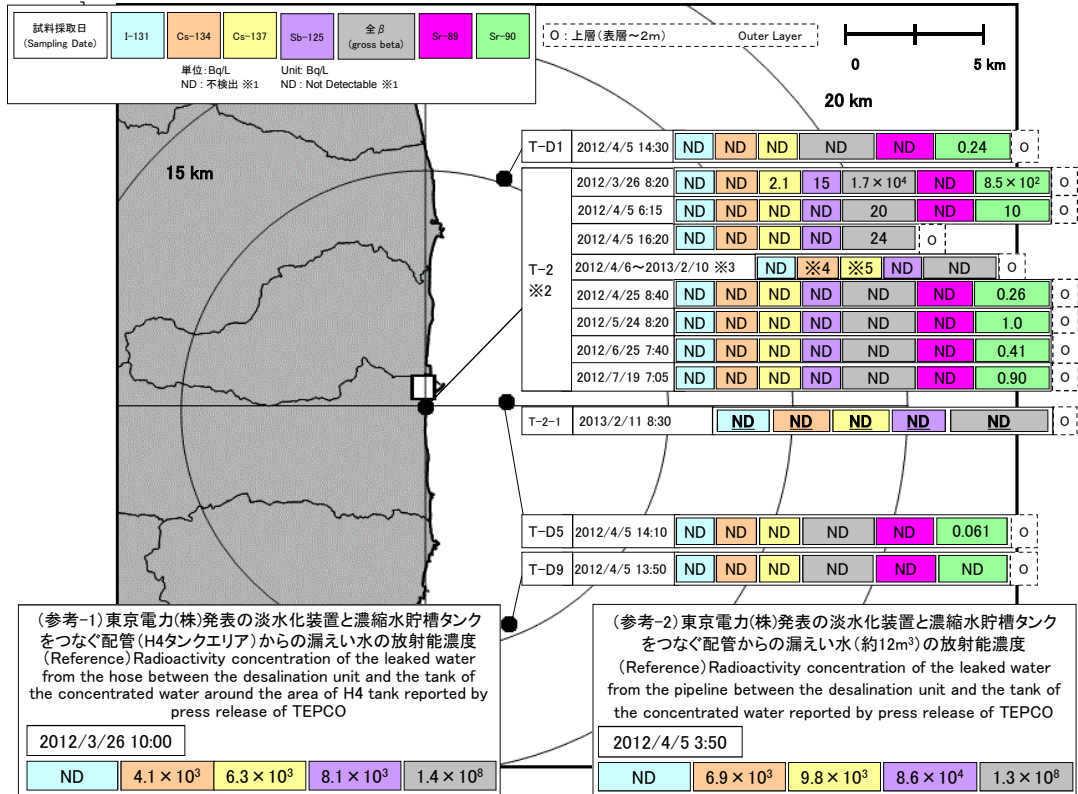 試料採取日
(Sampling Date)
I-131
Cs-134
Cs-137
Sb-125
全β
(gross beta)
Sr-89
Sr-90
単位:Bq/L
Unit: Bq/L
ND : 不検出 ※1
ND : Not Detectable ※1
O : 上層(表層~2m) Outer Layer
0 5 km
20 km
15 km
T-D1 2012/4/5 14:30 ND ND ND ND ND 0.24 O
T-2
※2
2012/3/26 8:20 ND ND 2.1 15 1.7×10⁴ ND 8.5×10² O
2012/4/5 6:15 ND ND ND ND 20 ND 10 O
2012/4/5 16:20 ND ND ND ND 24 O
2012/4/6~2013/2/10 ※3 ND ※4 ※5 ND ND O
2012/4/25 8:40 ND ND ND ND ND ND 0.26 O
2012/5/24 8:20 ND ND ND ND ND ND 1.0 O
2012/6/25 7:40 ND ND ND ND ND ND 0.41 O
2012/7/19 7:05 ND ND ND ND ND ND 0.90 O
T-2-1 2013/2/11 8:30 ND ND ND ND ND O
T-D5 2012/4/5 14:10 ND ND ND ND ND 0.061 O
T-D9 2012/4/5 13:50 ND ND ND ND ND ND O
(参考-1)東京電力(株)発表の淡水化装置と濃縮水貯槽タンク
をつなぐ配管(H4タンクエリア)からの漏えい水の放射能濃度
(Reference)Radioactivity concentration of the leaked water
from the hose between the desalination unit and the tank of
the concentrated water around the area of H4 tank reported by
press release of TEPCO
2012/3/26 10:00
ND 4.1×10³ 6.3×10³ 8.1×10³ 1.4×10⁸
(参考-2)東京電力(株)発表の淡水化装置と濃縮水貯槽タンク
をつなぐ配管からの漏えい水(約12m³)の放射能濃度
(Reference)Radioactivity concentration of the leaked water
from the pipeline between the desalination unit and the tank of
the concentrated water reported by press release of TEPCO
2012/4/5 3:50
ND 6.9×10³ 9.8×10³ 8.6×10⁴ 1.3×10⁸